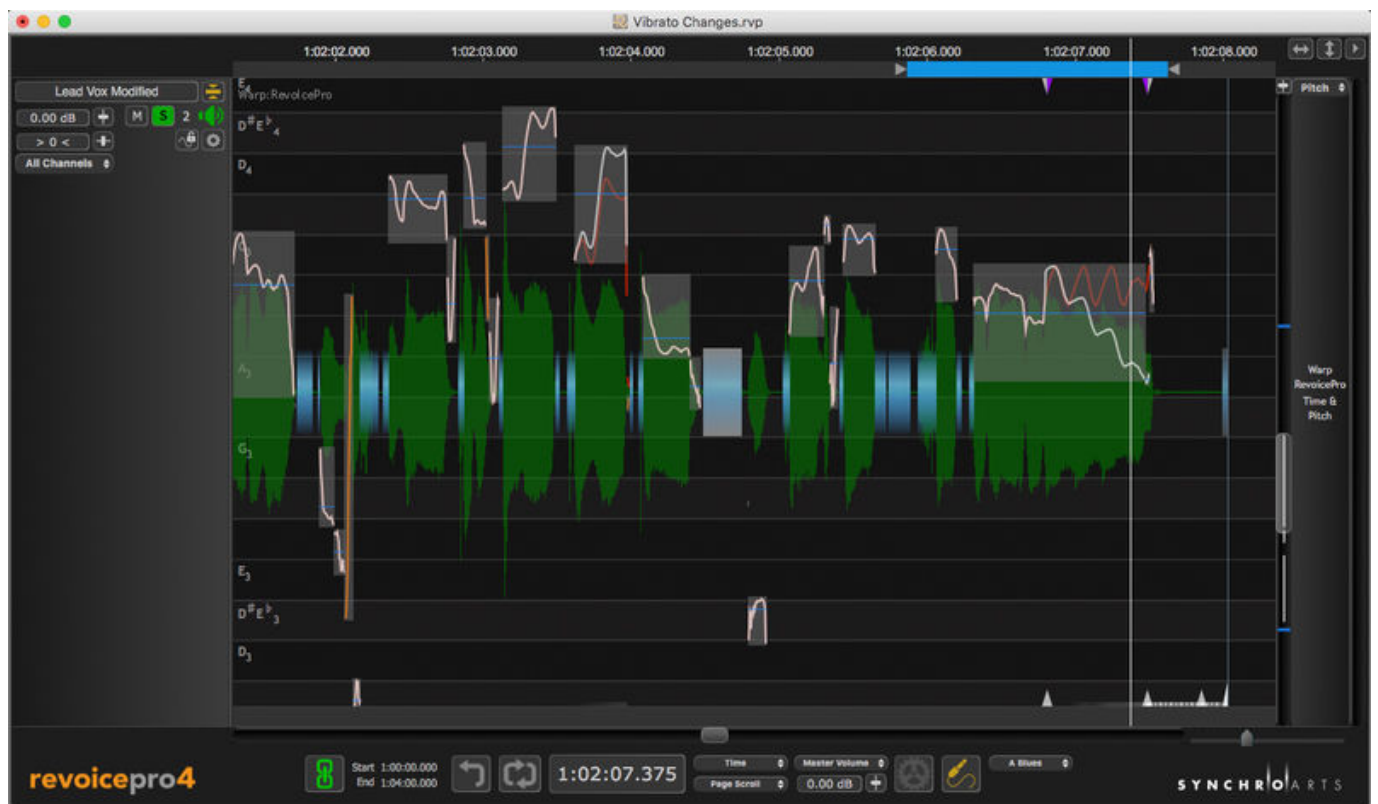 Vibrato Changes.rvp
1:02:02.000 1:02:03.000 1:02:04.000 1:02:05.000 1:02:06.000 1:02:07.000 1:02:08.000
Lead Vox Modified
0.00 dB M S 2
> 0 <
All Channels
E4
Warp:RevoicePro
D#E♭4
D4
A3
G3
E3
D#E♭3
D3
Pitch
Warp
RevoicePro
Time &
Pitch
revoicepro4
Start 1:00:00.000
End 1:04:00.000
1:02:07.375
Time
Page Scroll
Master Volume
0.00 dB
A Blues
SYNCHROARTS